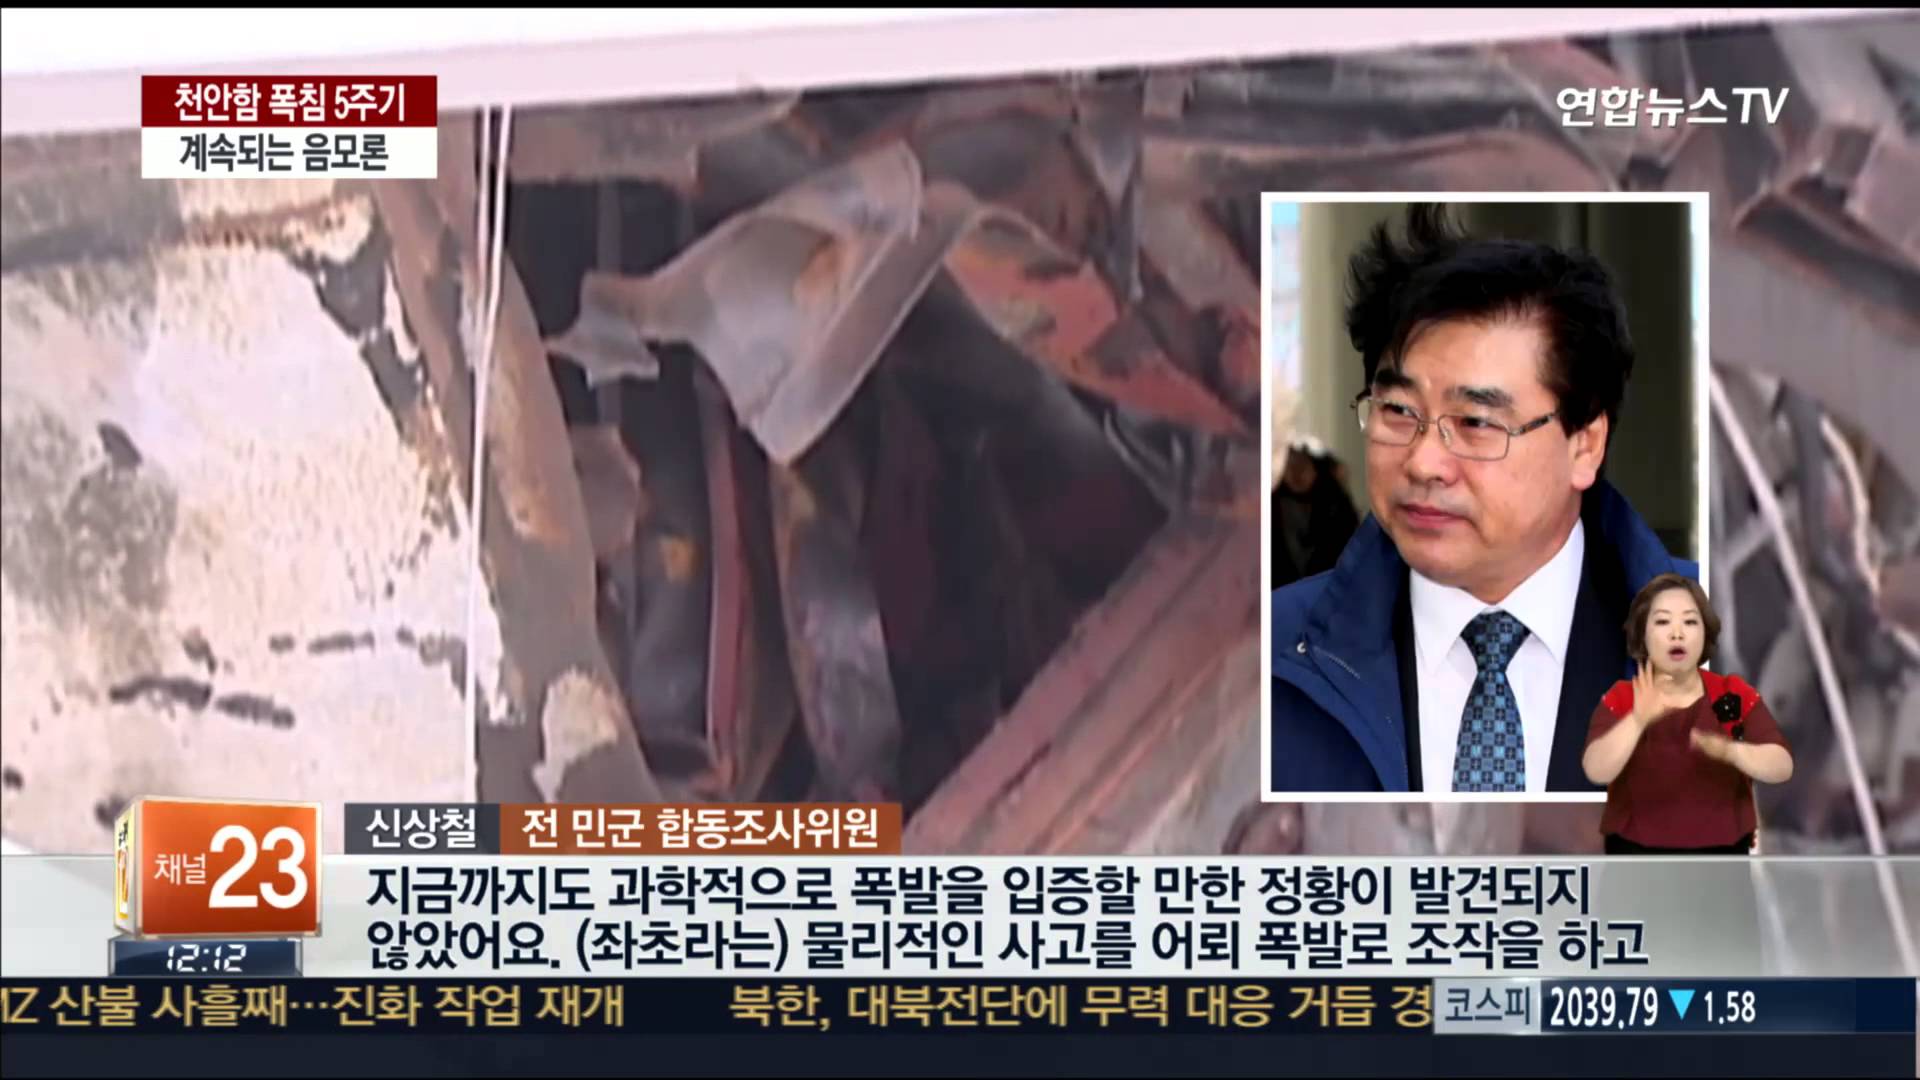 천안함 폭침 5주기
계속되는 음모론
연합뉴스TV
신상철 전 민군 합동조사위원
채널 23
지금까지도 과학적으로 폭발을 입증할 만한 정황이 발견되지
않았어요. (좌초라는) 물리적인 사고를 어뢰 폭발로 조작을 하고
12:12
MZ 산불 사흘째…진화 작업 재개 북한, 대북전단에 무력 대응 거듭 경
코스피 2039.79 ▼ 1.58